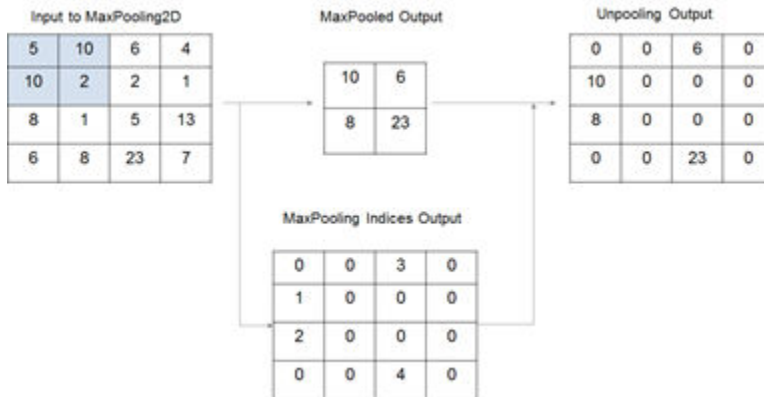 Input to MaxPooling2D
5 10 6 4
10 2 2 1
8 1 5 13
6 8 23 7
MaxPooled Output
10 6
8 23
Unpooling Output
0 0 6 0
10 0 0 0
8 0 0 0
0 0 23 0
MaxPooling Indices Output
0 0 3 0
1 0 0 0
2 0 0 0
0 0 4 0